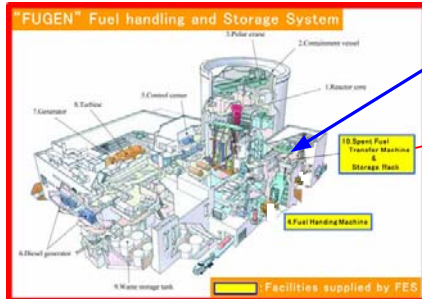 "FUGEN" Fuel handling and Storage System
3.Polar crane
2.Containment vessel
1.Reactor core
5.Control center
8.Turbine
7.Generator
10.Spent Fuel
Transfer Machine
&
Storage Rack
4.Fuel Handing Machine
6.Diesel generator
9.Waste storage tank
:Facilities supplied by FES